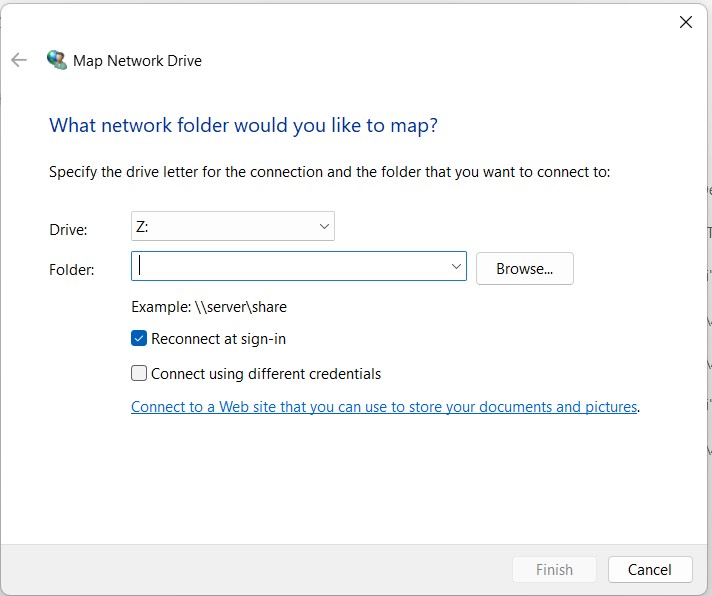 Map Network Drive
What network folder would you like to map?
Specify the drive letter for the connection and the folder that you want to connect to:
Drive: Z:
Folder: Browse...
Example: \\server\share
Reconnect at sign-in
Connect using different credentials
Connect to a Web site that you can use to store your documents and pictures.
Finish Cancel